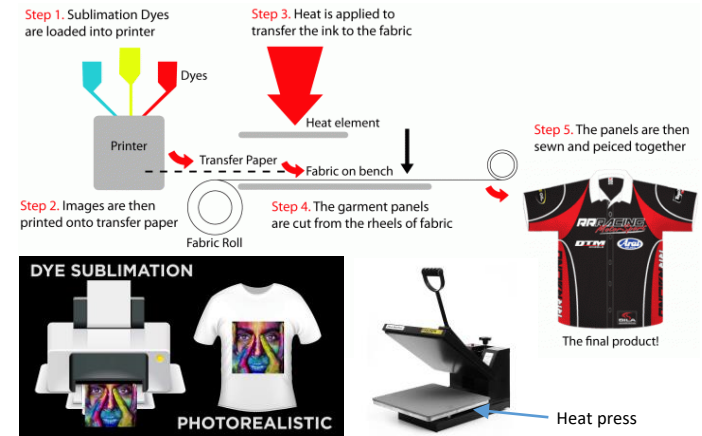 Step 1. Sublimation Dyes
are loaded into printer
Step 3. Heat is applied to
transfer the ink to the fabric
Dyes
Heat element
Printer
Transfer Paper
Fabric on bench
Step 5. The panels are then
sewn and peiced together
Step 2. Images are then
printed onto transfer paper
Step 4. The garment panels
are cut from the rheels of fabric
Fabric Roll
RRRACING
Motorsport
DTM
Arai
RILA
The final product!
DYE SUBLIMATION
PHOTOREALISTIC
Heat press